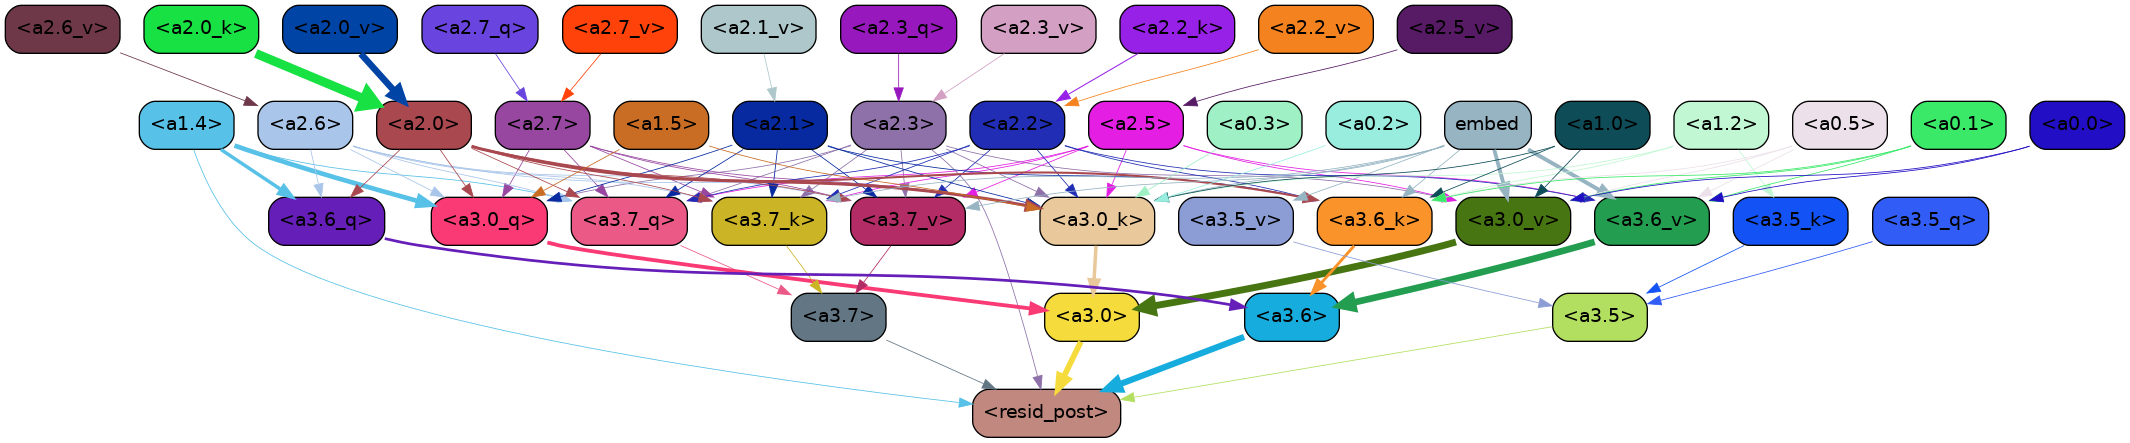 <a2.6_v> <a2.0_k> <a2.0_v> <a2.7_q> <a2.7_v> <a2.1_v> <a2.3_q> <a2.3_v> <a2.2_k> <a2.2_v> <a2.5_v>
<a1.4> <a2.6> <a2.0> <a2.7> <a1.5> <a2.1> <a2.3> <a2.2> <a2.5> <a0.3> <a0.2> embed <a1.0> <a1.2> <a0.5> <a0.1> <a0.0>
<a3.6_q> <a3.0_q> <a3.7_q> <a3.7_k> <a3.7_v> <a3.0_k> <a3.5_v> <a3.6_k> <a3.0_v> <a3.6_v> <a3.5_k> <a3.5_q>
<a3.7> <a3.0> <a3.6> <a3.5>
<resid_post>